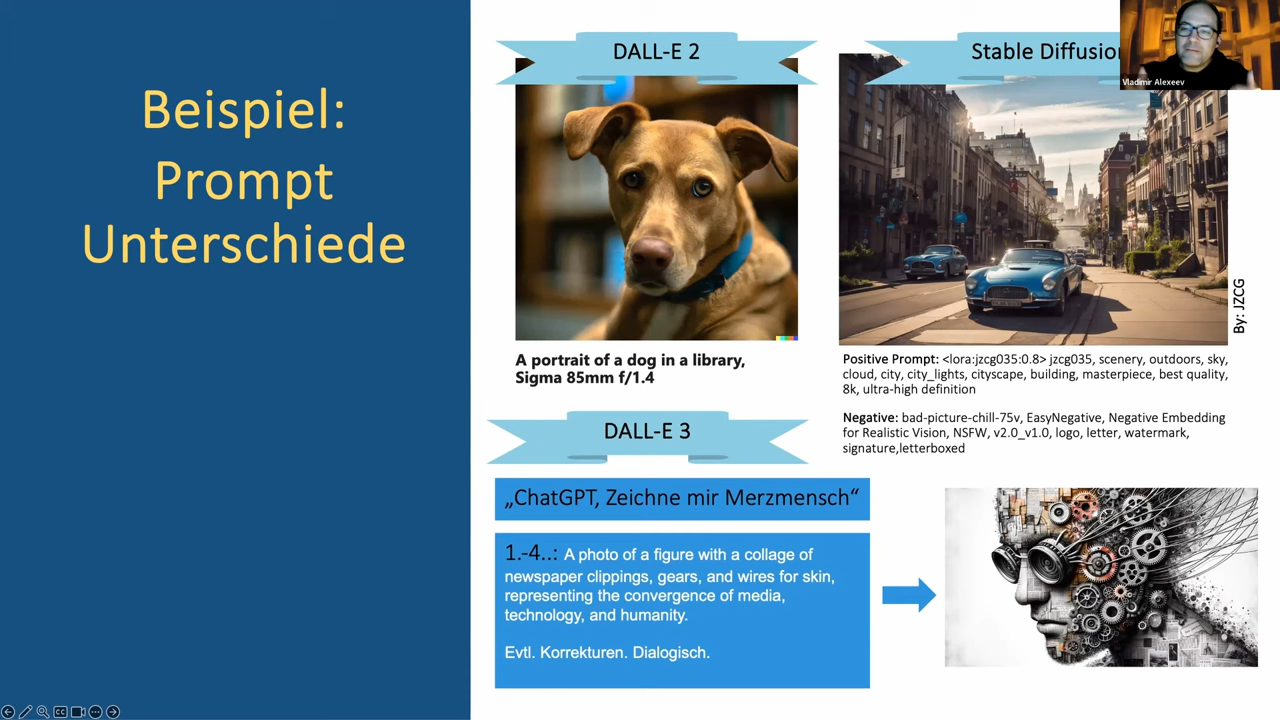 Beispiel:
Prompt
Unterschiede
DALL-E 2
A portrait of a dog in a library,
Sigma 85mm f/1.4
Stable Diffusion
Vladimir Alexeev
By: JZCG
Positive Prompt: <lora:jzcg035:0.8> jzcg035, scenery, outdoors, sky,
cloud, city, city_lights, cityscape, building, masterpiece, best quality,
8k, ultra-high definition
Negative: bad-picture-chill-75v, EasyNegative, Negative Embedding
for Realistic Vision, NSFW, v2.0_v1.0, logo, letter, watermark,
signature,letterboxed
DALL-E 3
„ChatGPT, Zeichne mir Merzmensch“
1.-4..: A photo of a figure with a collage of
newspaper clippings, gears, and wires for skin,
representing the convergence of media,
technology, and humanity.
Evtl. Korrekturen. Dialogisch.
CC